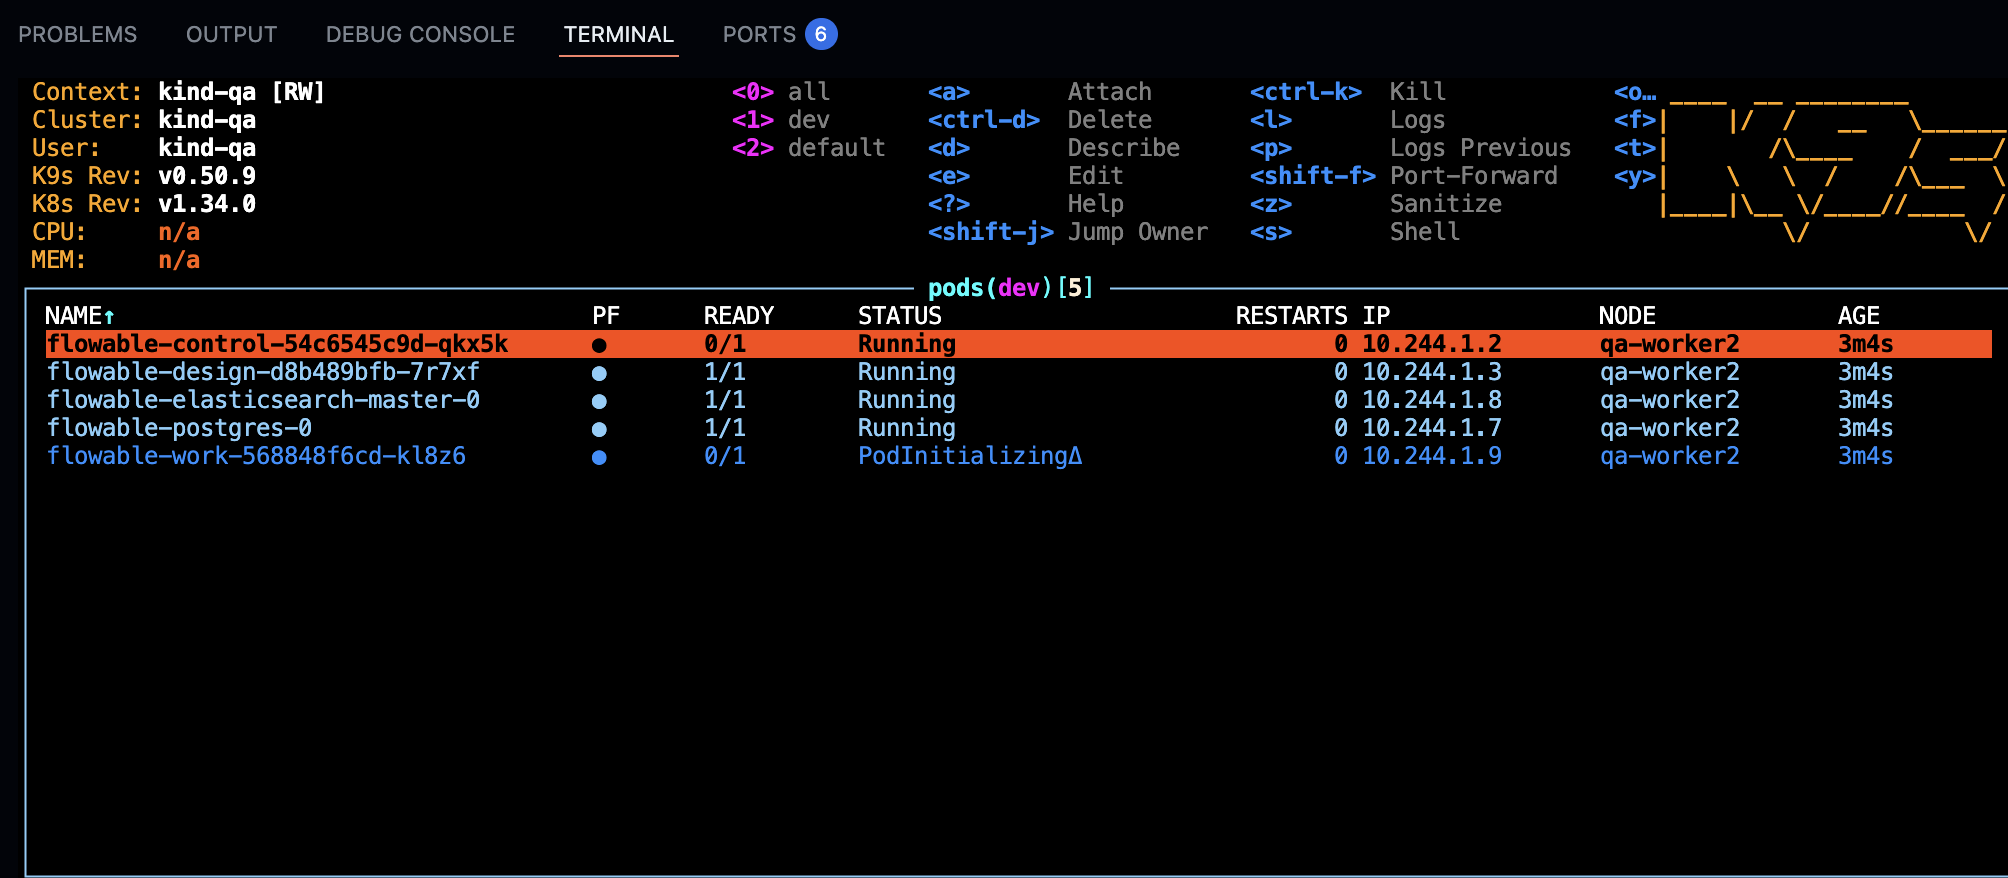 PROBLEMS OUTPUT DEBUG CONSOLE TERMINAL PORTS 6
Context: kind-qa [RW] <0> all <a> Attach <ctrl-k> Kill <o…
Cluster: kind-qa <1> dev <ctrl-d> Delete <l> Logs <f>
User: kind-qa <2> default <d> Describe <p> Logs Previous <t>
K9s Rev: v0.50.9 <e> Edit <shift-f> Port-Forward <y>
K8s Rev: v1.34.0 <?> Help <z> Sanitize
CPU: n/a <shift-j> Jump Owner <s> Shell
MEM: n/a
pods(dev)[5]
NAME↑ PF READY STATUS RESTARTS IP NODE AGE
flowable-control-54c6545c9d-qkx5k ● 0/1 Running 0 10.244.1.2 qa-worker2 3m4s
flowable-design-d8b489bfb-7r7xf ● 1/1 Running 0 10.244.1.3 qa-worker2 3m4s
flowable-elasticsearch-master-0 ● 1/1 Running 0 10.244.1.8 qa-worker2 3m4s
flowable-postgres-0 ● 1/1 Running 0 10.244.1.7 qa-worker2 3m4s
flowable-work-568848f6cd-kl8z6 ● 0/1 PodInitializingΔ 0 10.244.1.9 qa-worker2 3m4s